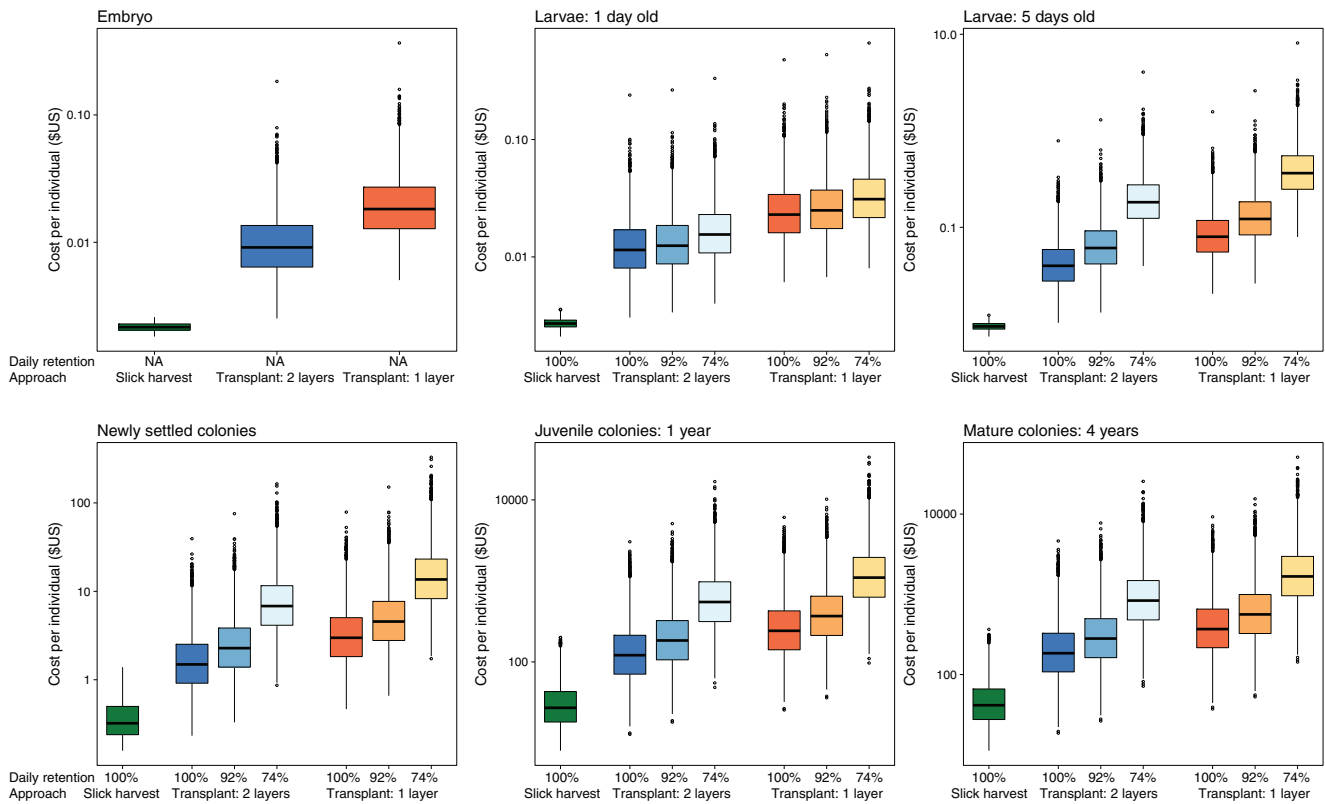 Embryo
Cost per individual ($US)
0.10
0.01
Daily retention NA NA NA
Approach Slick harvest Transplant: 2 layers Transplant: 1 layer
Larvae: 1 day old
Cost per individual ($US)
0.10
0.01
100% 100% 92% 74% 100% 92% 74%
Slick harvest Transplant: 2 layers Transplant: 1 layer
Larvae: 5 days old
Cost per individual ($US)
10.0
0.1
100% 100% 92% 74% 100% 92% 74%
Slick harvest Transplant: 2 layers Transplant: 1 layer
Newly settled colonies
Cost per individual ($US)
100
10
1
Daily retention 100% 100% 92% 74% 100% 92% 74%
Approach Slick harvest Transplant: 2 layers Transplant: 1 layer
Juvenile colonies: 1 year
Cost per individual ($US)
10000
100
100% 100% 92% 74% 100% 92% 74%
Slick harvest Transplant: 2 layers Transplant: 1 layer
Mature colonies: 4 years
Cost per individual ($US)
10000
100
100% 100% 92% 74% 100% 92% 74%
Slick harvest Transplant: 2 layers Transplant: 1 layer